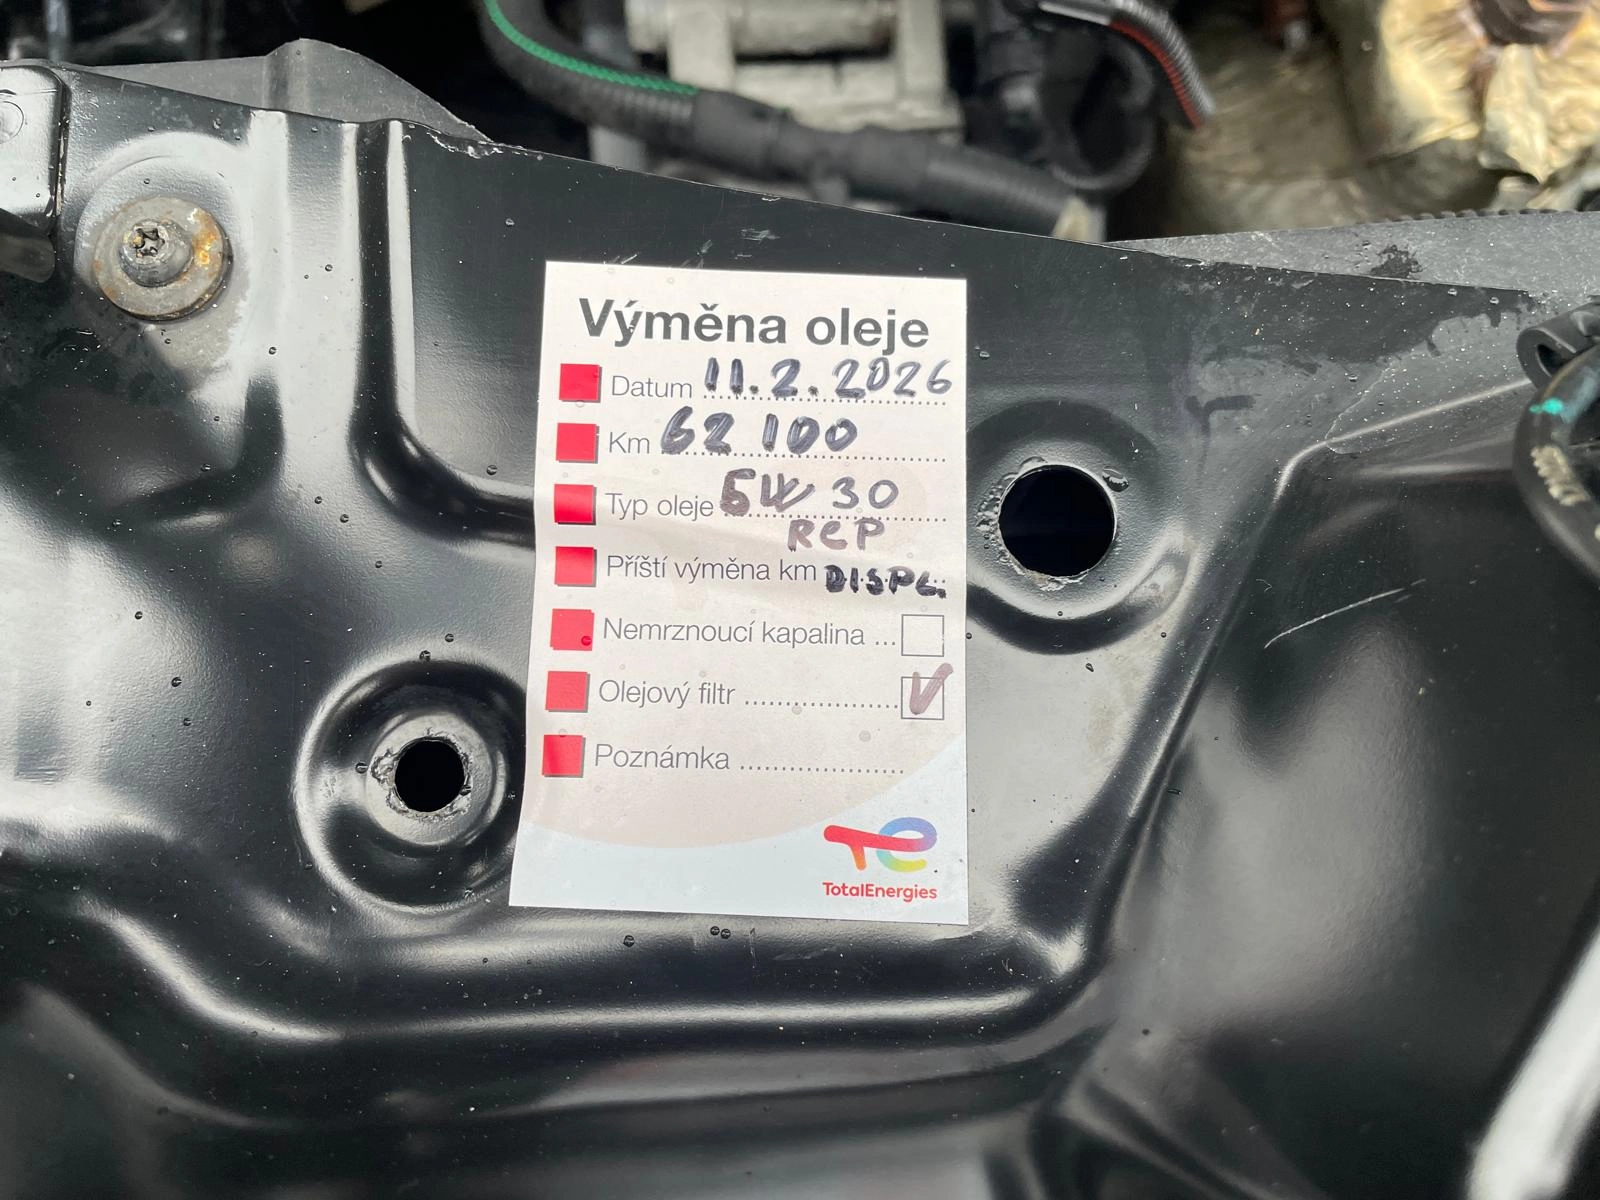 Výměna oleje
Datum 11.2.2026
Km 62 100
Typ oleje 5W 30
RCP
Příští výměna km DISPL.
Nemrznoucí kapalina ...
Olejový filtr .................... V
Poznámka ......................
TotalEnergies